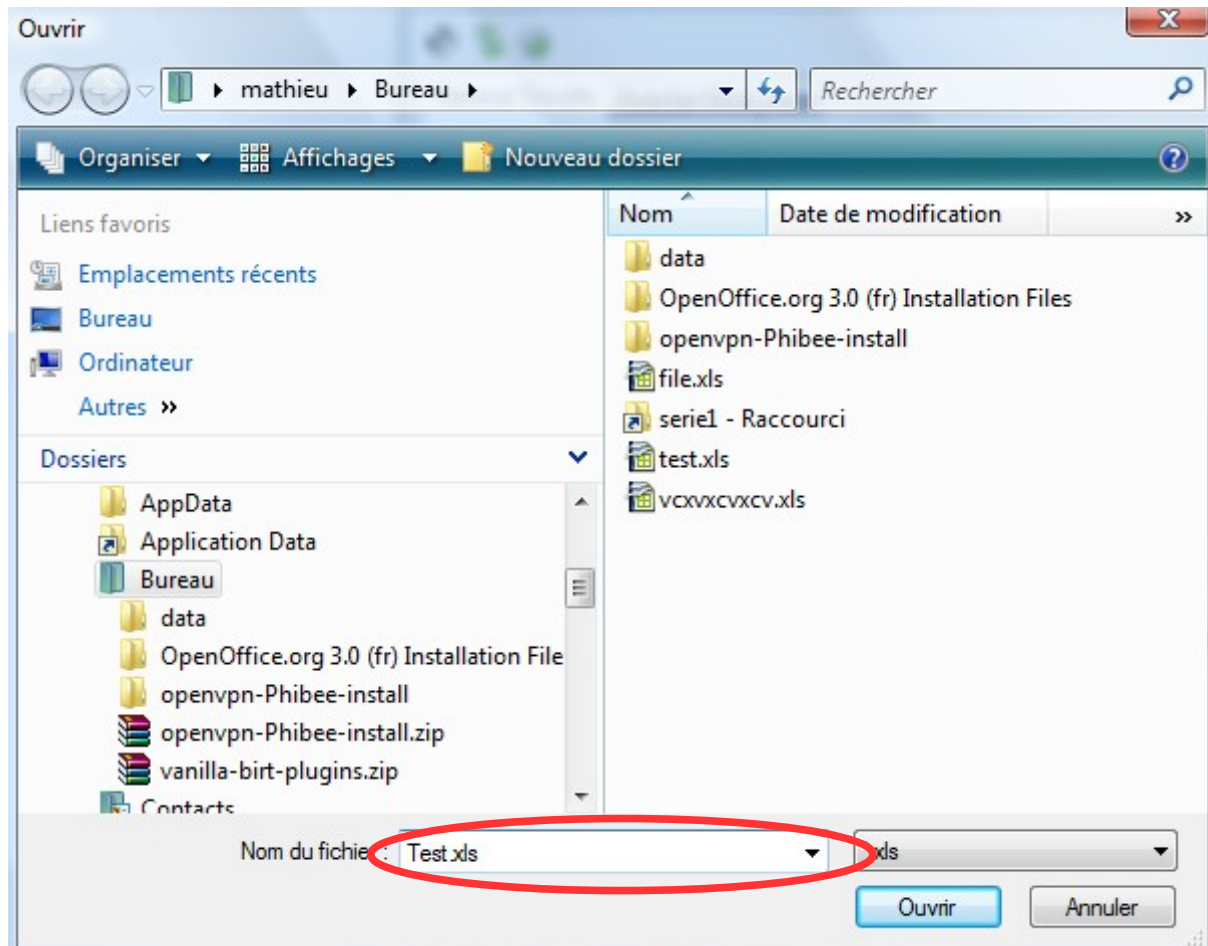 Ouvrir
mathieu Bureau
Rechercher
Organiser Affichages Nouveau dossier
Liens favoris
Emplacements récents
Bureau
Ordinateur
Autres »
Dossiers
AppData
Application Data
Bureau
data
OpenOffice.org 3.0 (fr) Installation File
openvpn-Phibee-install
openvpn-Phibee-install.zip
vanilla-birt-plugins.zip
Contacts
Nom Date de modification »
data
OpenOffice.org 3.0 (fr) Installation Files
openvpn-Phibee-install
file.xls
serie1 - Raccourci
test.xls
vcxvxcvxcv.xls
Nom du fichier : Test.xls
xls
Ouvrir Annuler